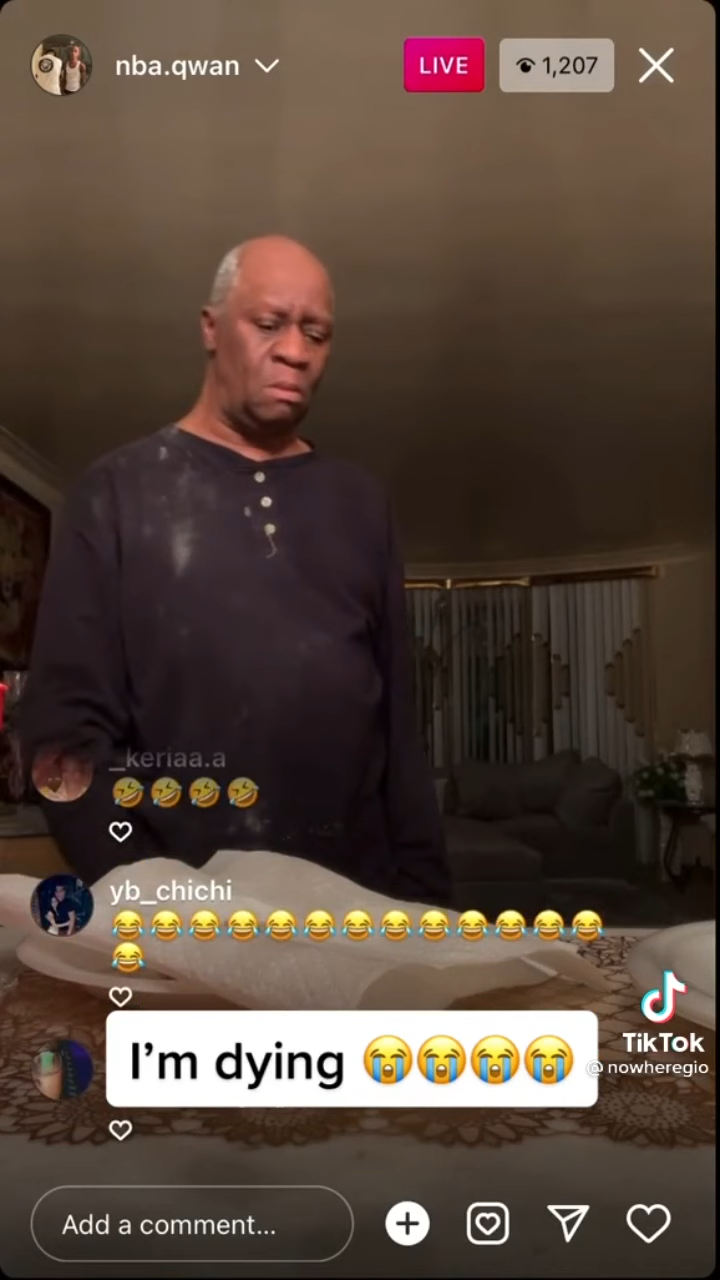 nba.qwan
LIVE
1,207
_keriaa.a
🤣🤣🤣🤣
yb_chichi
😂😂😂😂😂😂😂😂😂😂😂😂😂
😂
I’m dying 😭😭😭😭
TikTok
@nowheregio
Add a comment...